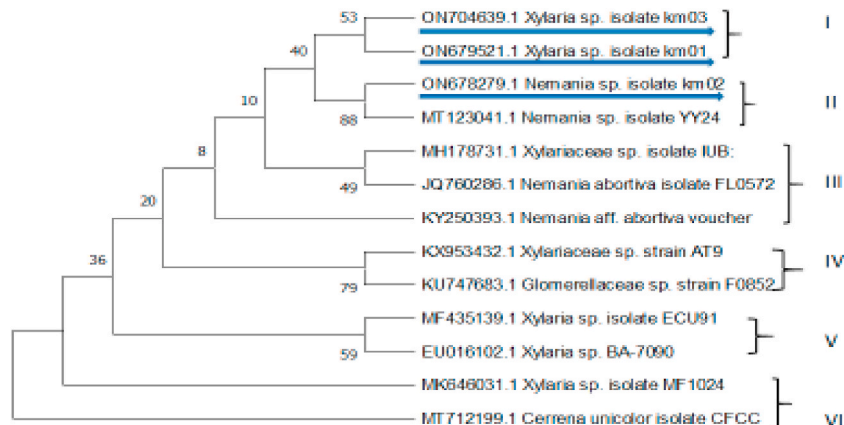 53
ON704639.1 Xylaria sp. isolate km03
I
ON679521.1 Xylaria sp. isolate km01
40
ON678279.1 Nemania sp. isolate km02
II
10
88
MT123041.1 Nemania sp. isolate YY24
8
MH178731.1 Xylariaceae sp. isolate IUB:
49
JQ760286.1 Nemania abortiva isolate FL0572
III
20
KY250393.1 Nemania aff. abortiva voucher
36
KX953432.1 Xylariaceae sp. strain AT9
IV
79
KU747683.1 Glomerellaceae sp. strain F0852
MF435139.1 Xylaria sp. isolate ECU91
V
59
EU016102.1 Xylaria sp. BA-7090
MK646031.1 Xylaria sp. isolate MF1024
MT712199.1 Cerrena unicolor isolate CFCC
VI